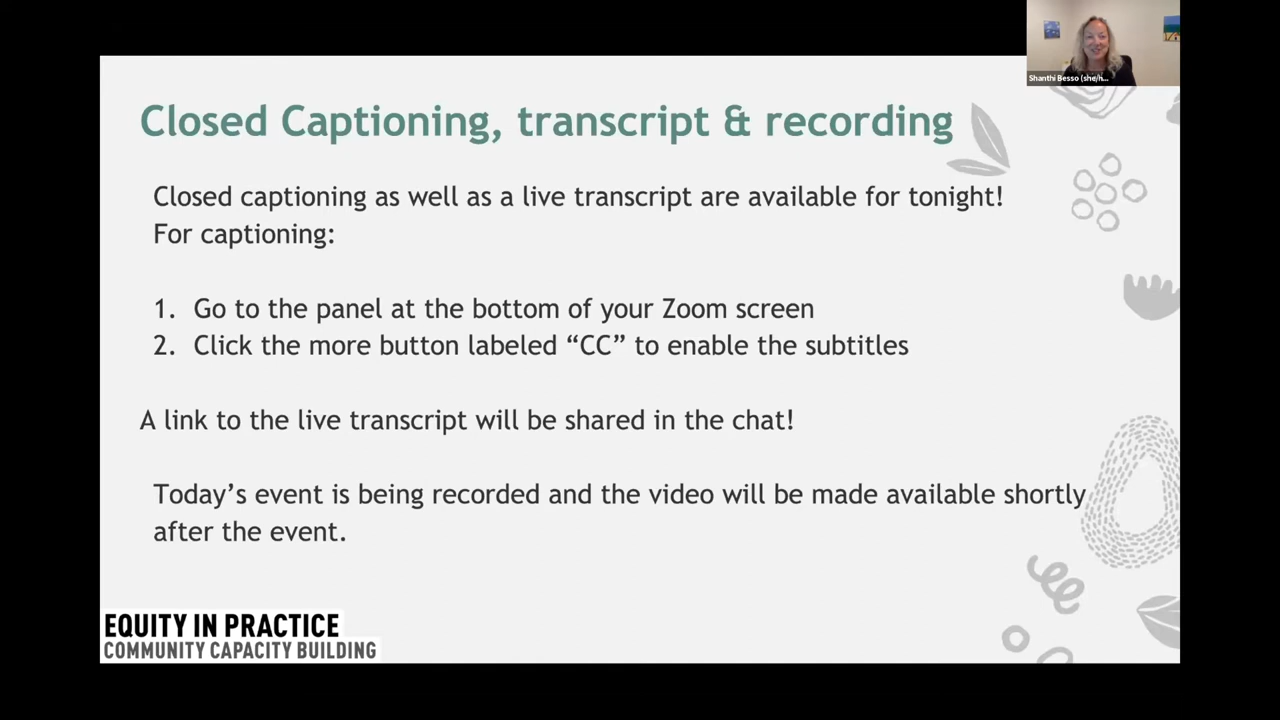 Shanthi Besso (she/h...
Closed Captioning, transcript & recording
Closed captioning as well as a live transcript are available for tonight!
For captioning:
1. Go to the panel at the bottom of your Zoom screen
2. Click the more button labeled “CC” to enable the subtitles
A link to the live transcript will be shared in the chat!
Today’s event is being recorded and the video will be made available shortly
after the event.
EQUITY IN PRACTICE
COMMUNITY CAPACITY BUILDING